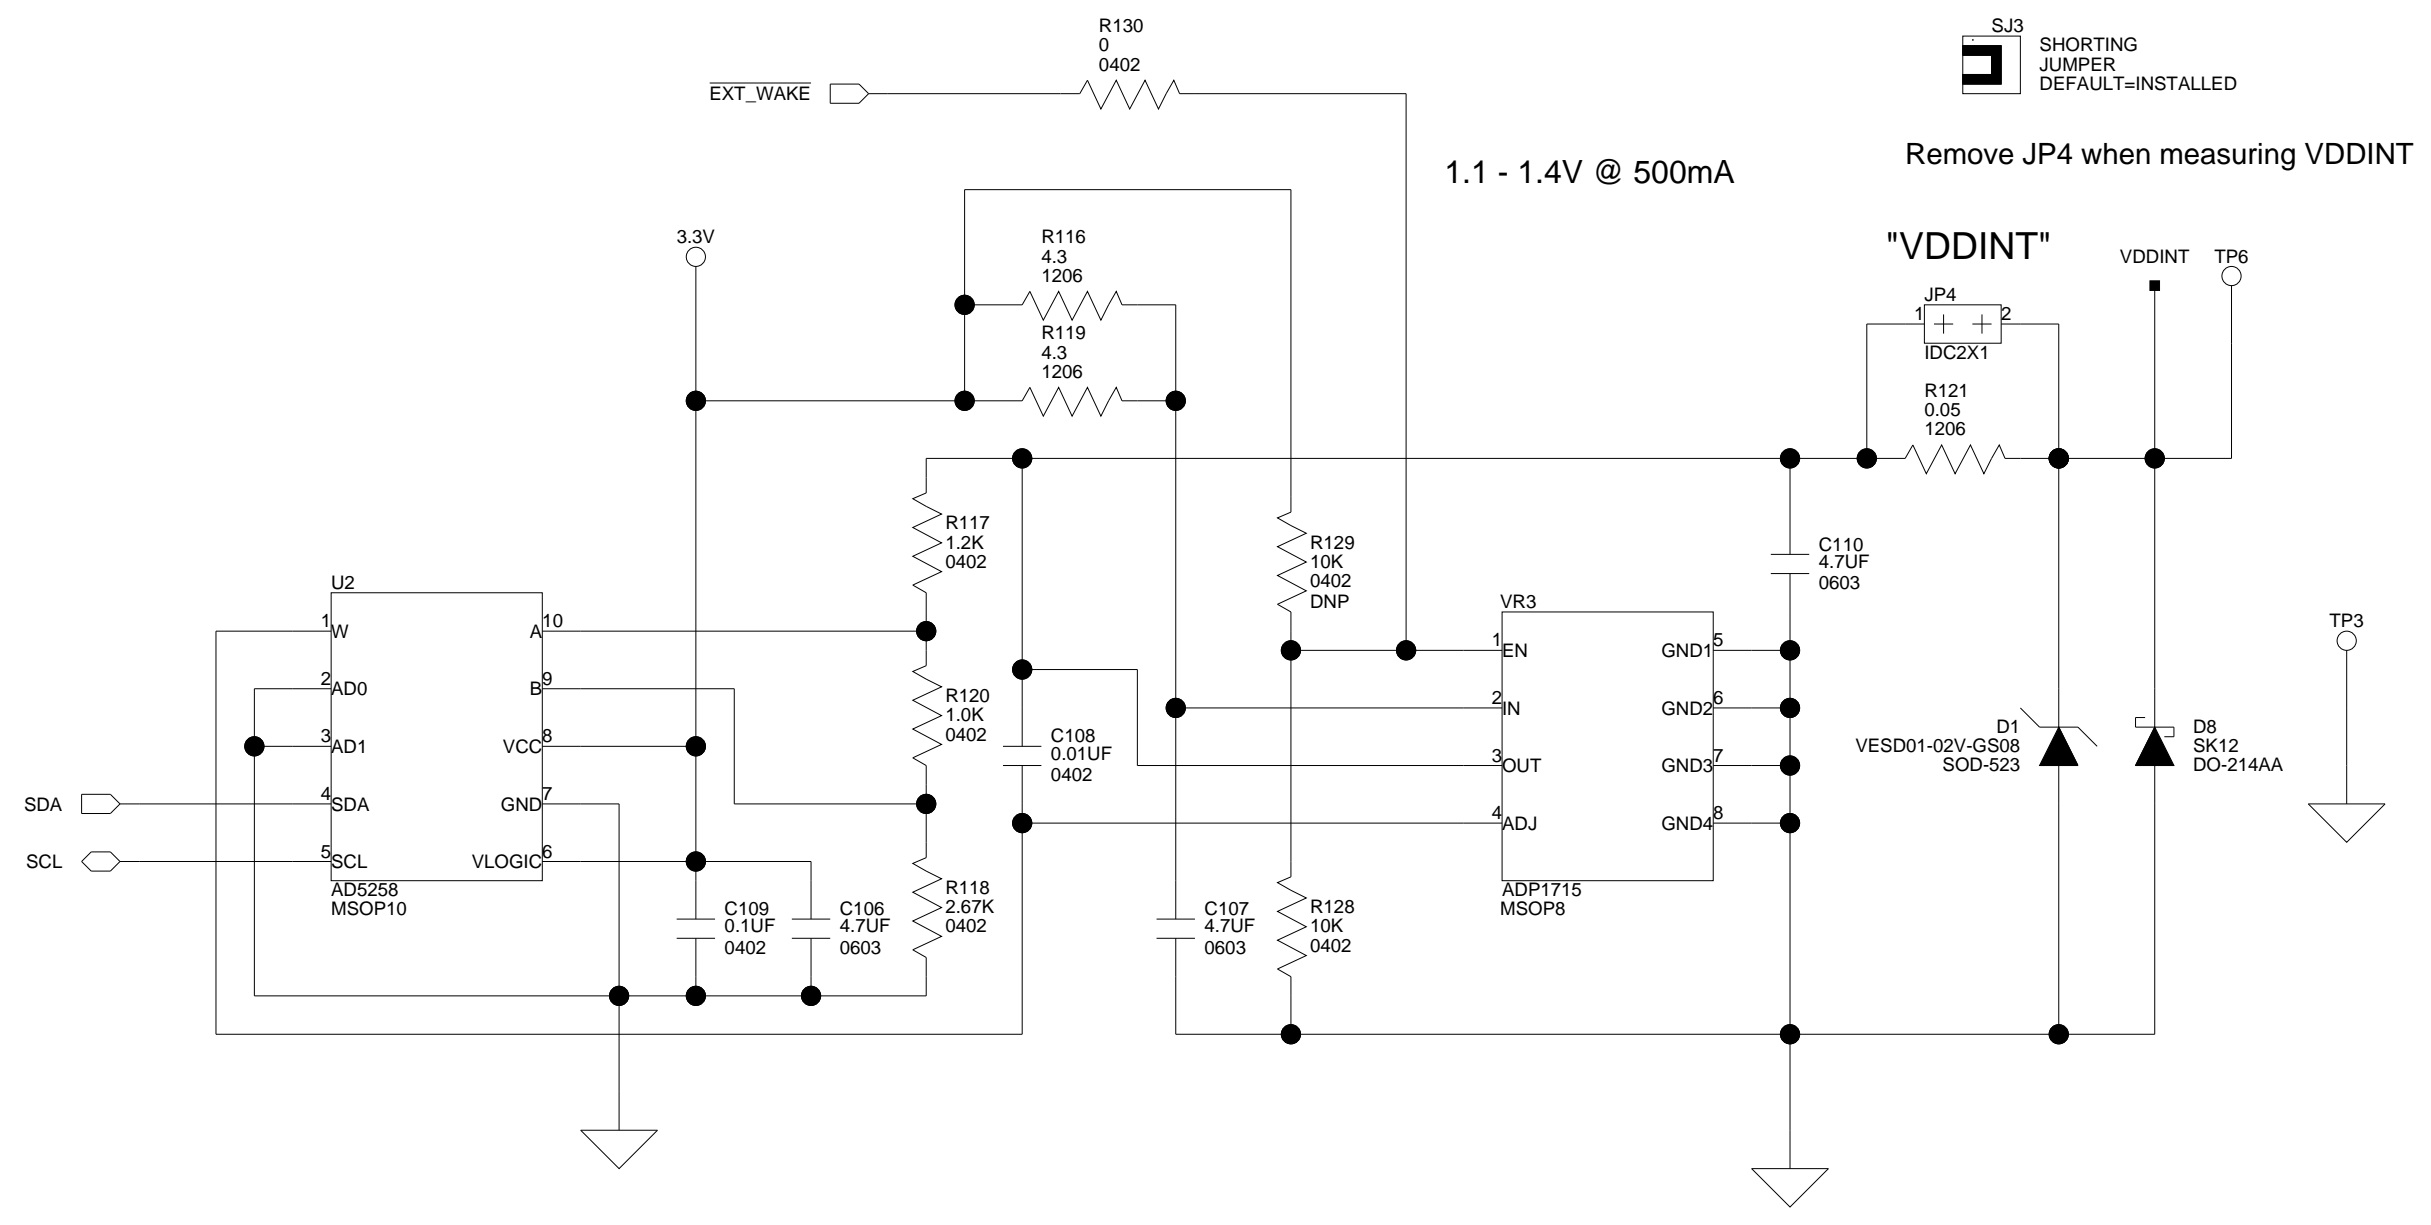 R130
0
0402
EXT_WAKE
SJ3
SHORTING
JUMPER
DEFAULT=INSTALLED
Remove JP4 when measuring VDDINT
1.1 - 1.4V @ 500mA
3.3V
R116
4.3
1206
R119
4.3
1206
"VDDINT"
VDDINT
TP6
JP4
1
2
IDC2X1
R121
0.05
1206
R117
1.2K
0402
R129
10K
0402
DNP
C110
4.7UF
0603
U2
1
W
2
AD0
3
AD1
4
SDA
5
SCL
A
10
B
9
VCC
8
GND
7
VLOGIC
6
AD5258
MSOP10
SDA
SCL
R120
1.0K
0402
C108
0.01UF
0402
R118
2.67K
0402
C109
0.1UF
0402
C106
4.7UF
0603
C107
4.7UF
0603
R128
10K
0402
VR3
1
EN
2
IN
3
OUT
4
ADJ
GND1
5
GND2
6
GND3
7
GND4
8
ADP1715
MSOP8
D1
VESD01-02V-GS08
SOD-523
D8
SK12
DO-214AA
TP3